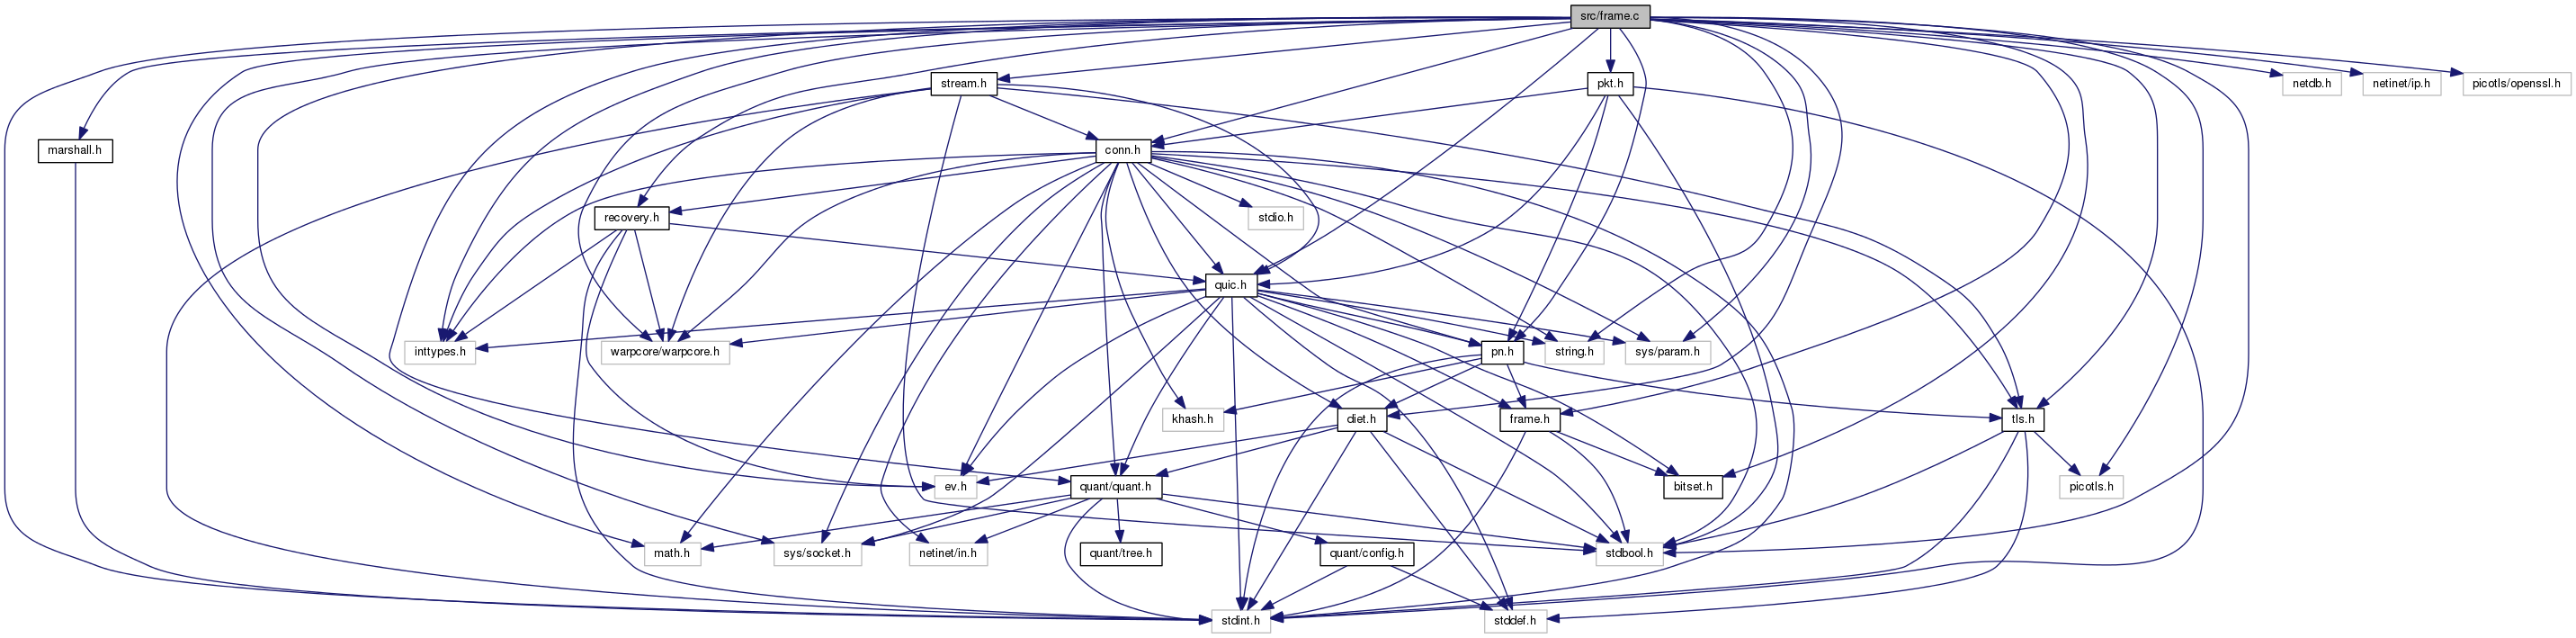 src/frame.c
stream.h
pkt.h
netdb.h
netinet/ip.h
picotls/openssl.h
marshall.h
conn.h
recovery.h
stdio.h
quic.h
inttypes.h
warpcore/warpcore.h
pn.h
string.h
sys/param.h
khash.h
diet.h
frame.h
tls.h
ev.h
quant/quant.h
bitset.h
picotls.h
math.h
sys/socket.h
netinet/in.h
quant/tree.h
quant/config.h
stdbool.h
stdint.h
stddef.h